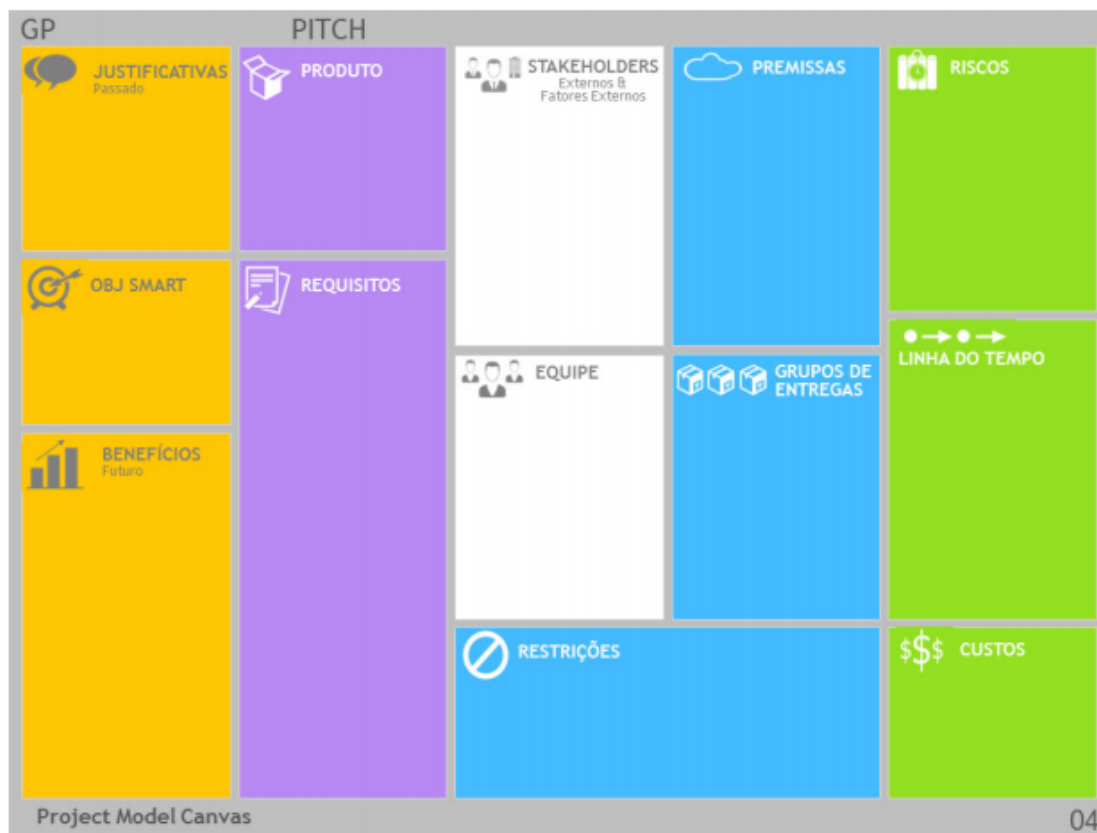 GP
PITCH
JUSTIFICATIVAS
Passado
PRODUTO
STAKEHOLDERS
Externos &
Fatores Externos
PREMISSAS
RISCOS
OBJ SMART
REQUISITOS
LINHA DO TEMPO
EQUIPE
GRUPOS DE
ENTREGAS
BENEFÍCIOS
Futuro
RESTRIÇÕES
$$$ CUSTOS
Project Model Canvas
04